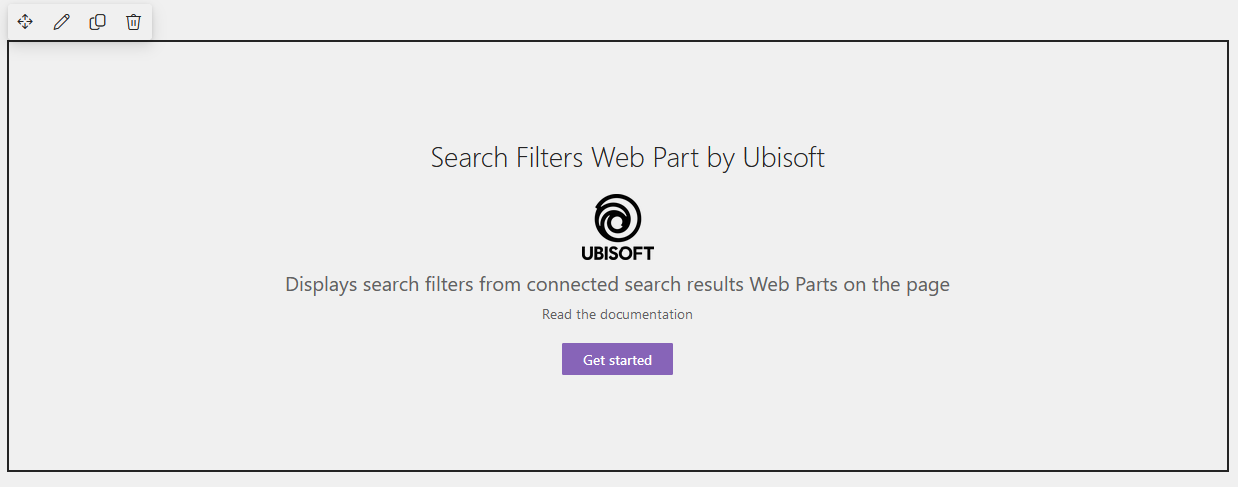 Search Filters Web Part by Ubisoft
UBISOFT
Displays search filters from connected search results Web Parts on the page
Read the documentation
Get started